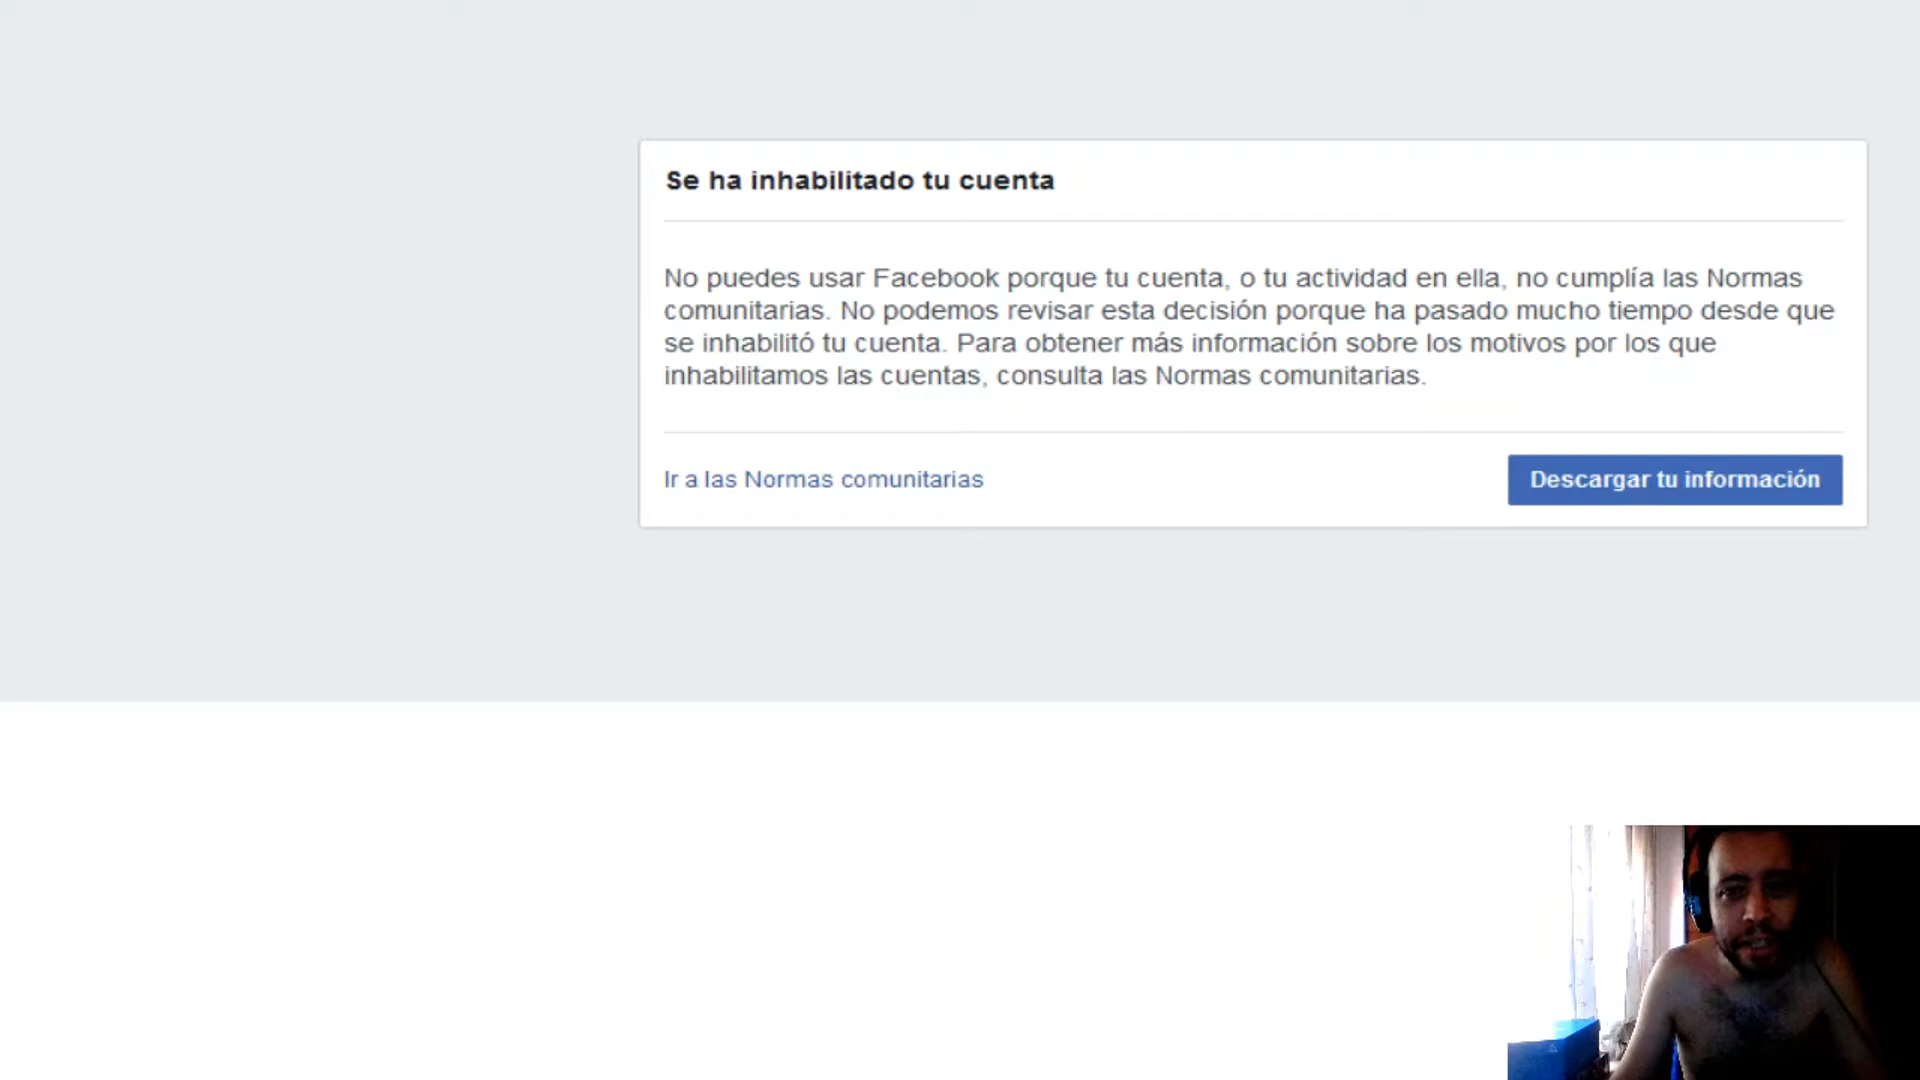 Se ha inhabilitado tu cuenta
No puedes usar Facebook porque tu cuenta, o tu actividad en ella, no cumplía las Normas
comunitarias. No podemos revisar esta decisión porque ha pasado mucho tiempo desde que
se inhabilitó tu cuenta. Para obtener más información sobre los motivos por los que
inhabilitamos las cuentas, consulta las Normas comunitarias.
Ir a las Normas comunitarias
Descargar tu información